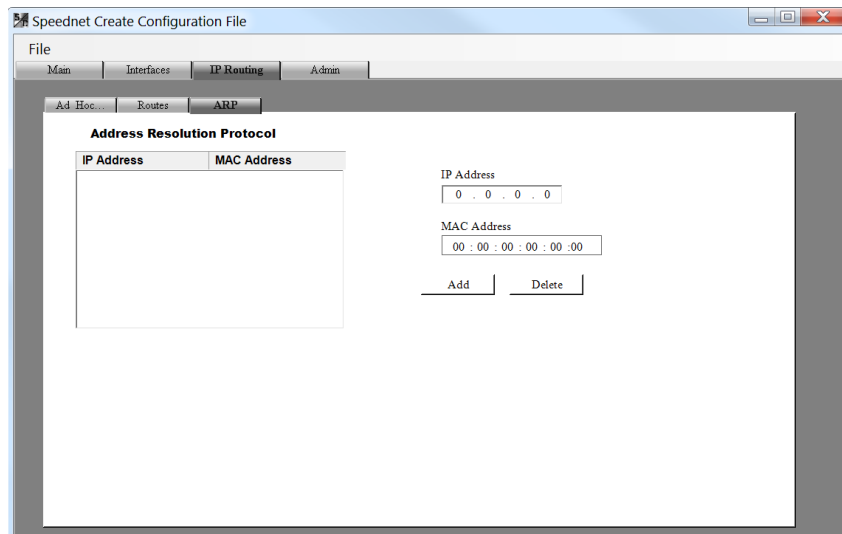 Speednet Create Configuration File
File
Main Interfaces IP Routing Admin
Ad Hoc... Routes ARP
Address Resolution Protocol
IP Address MAC Address
IP Address
0 . 0 . 0 . 0
MAC Address
00 : 00 : 00 : 00 : 00 :00
Add Delete